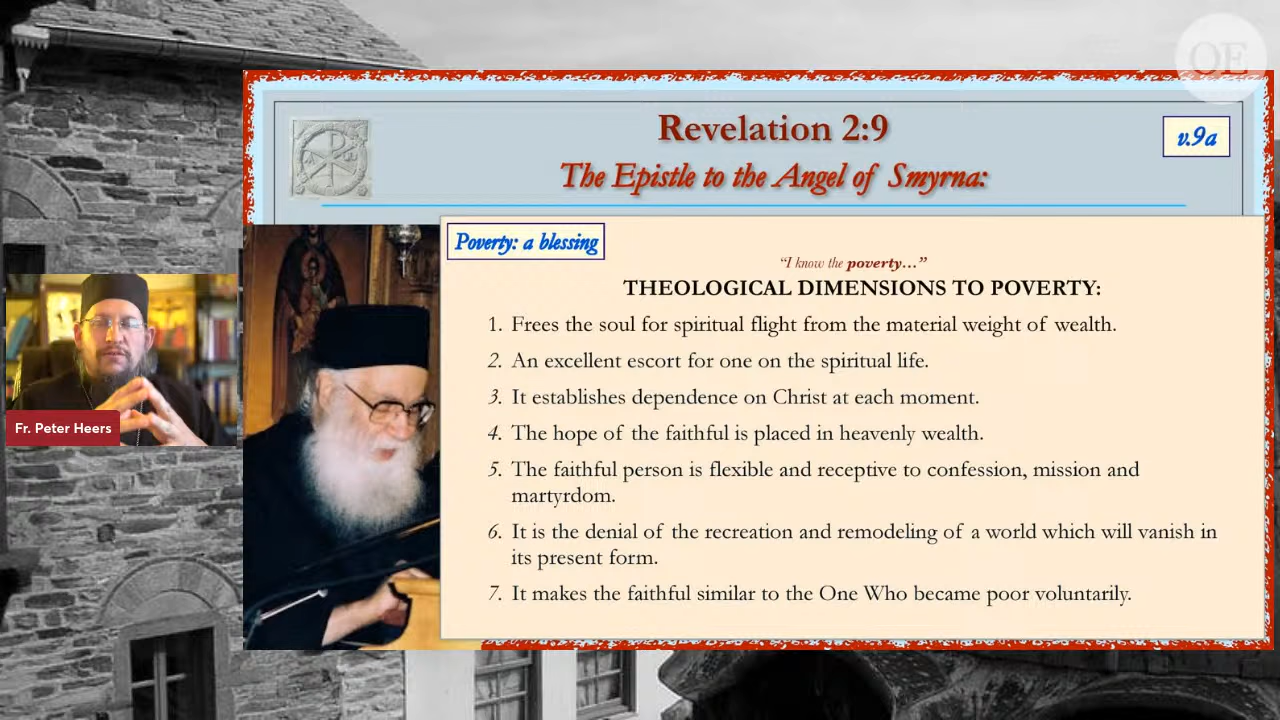 OE
Revelation 2:9
v.9a
The Epistle to the Angel of Smyrna:
Poverty: a blessing
“I know the poverty…”
THEOLOGICAL DIMENSIONS TO POVERTY:
1. Frees the soul for spiritual flight from the material weight of wealth.
2. An excellent escort for one on the spiritual life.
3. It establishes dependence on Christ at each moment.
4. The hope of the faithful is placed in heavenly wealth.
5. The faithful person is flexible and receptive to confession, mission and
martyrdom.
6. It is the denial of the recreation and remodeling of a world which will vanish in
its present form.
7. It makes the faithful similar to the One Who became poor voluntarily.
Fr. Peter Heers